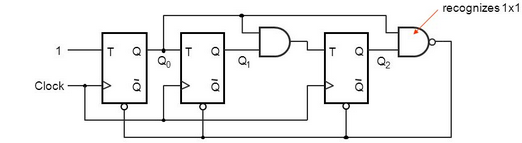 recognizes 1x1
1 T Q T Q T Q
Q0 Q1 Q2
Clock Q̅ Q̅ Q̅